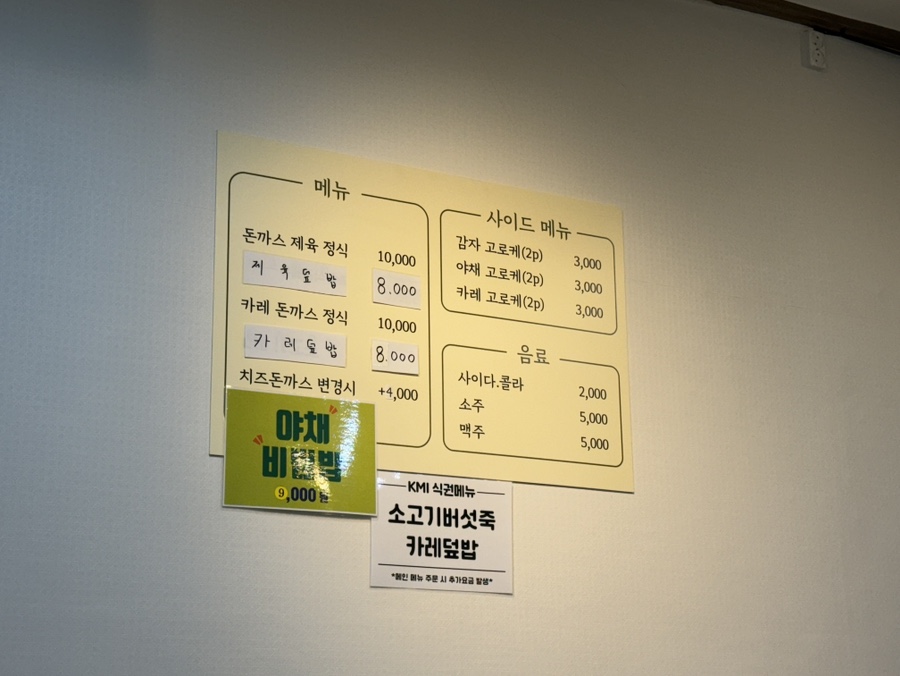 메뉴
돈까스 제육 정식 10,000
제육덮밥 8.000
카레 돈까스 정식 10,000
카레덮밥 8.000
치즈돈까스 변경시 +4,000
사이드 메뉴
감자 고로케(2p) 3,000
야채 고로케(2p) 3,000
카레 고로케(2p) 3,000
음료
사이다.콜라 2,000
소주 5,000
맥주 5,000
야채
비빔밥
9,000원
KMI 식권메뉴
소고기버섯죽
카레덮밥
*메인 메뉴 주문 시 추가요금 발생*